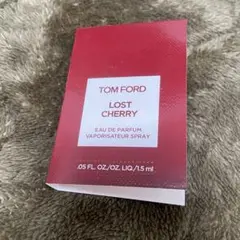 TOM FORD
LOST
CHERRY
EAU DE PARFUM
VAPORISATEUR SPRAY
.05 FL. OZ./OZ. LIQ./1.5 ml